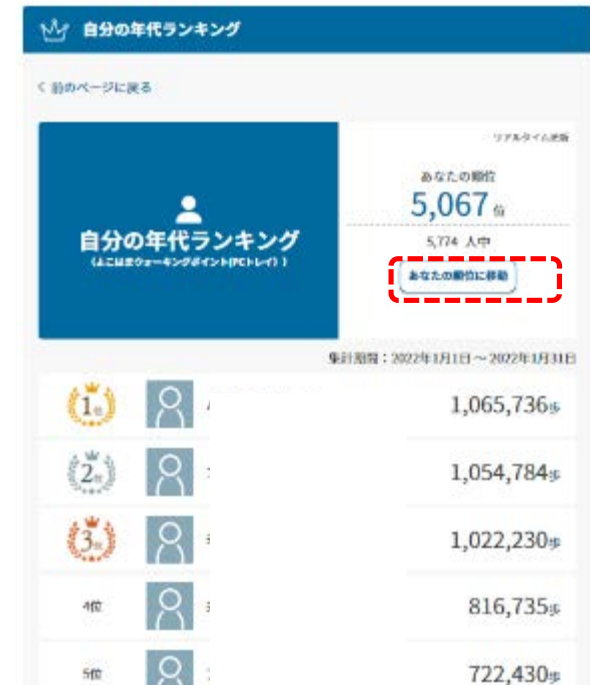 自分の年代ランキング
< 前のページに戻る
リアルタイム更新
自分の年代ランキング
(よこはまウォーキングポイント(PCトレイ))
あなたの順位
5,067 位
5,774 人中
あなたの順位に移動
集計期間：2022年1月1日～2022年1月31日
1位
1,065,736歩
2位
1,054,784歩
3位
1,022,230歩
4位
816,735歩
5位
722,430歩